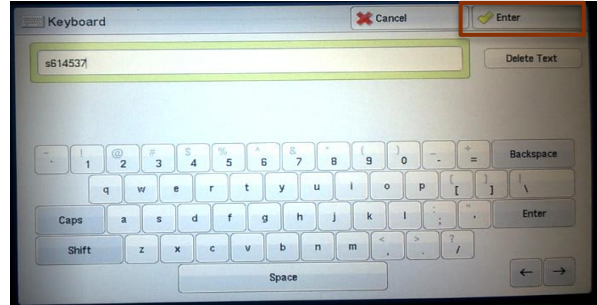 Keyboard Cancel Enter
s614537
Delete Text
~ ` ! 1 @ 2 # 3 $ 4 % 5 ^ 6 & 7 * 8 ( 9 ) 0 _ - + = Backspace
q w e r t y u i o p { [ } ] | \
Caps a s d f g h j k l : ; " ' Enter
Shift z x c v b n m < , > . ? /
Space ← →